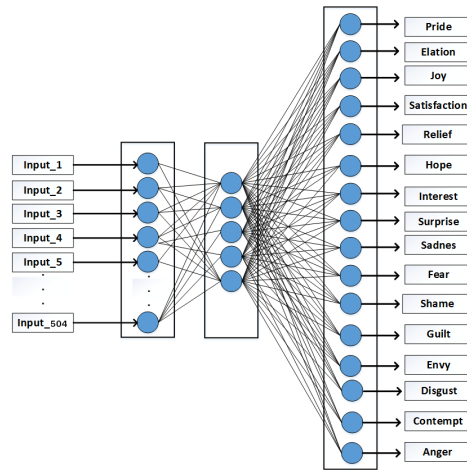 Input_1
Input_2
Input_3
Input_4
Input_5
Input_504
Pride
Elation
Joy
Satisfaction
Relief
Hope
Interest
Surprise
Sadnes
Fear
Shame
Guilt
Envy
Disgust
Contempt
Anger